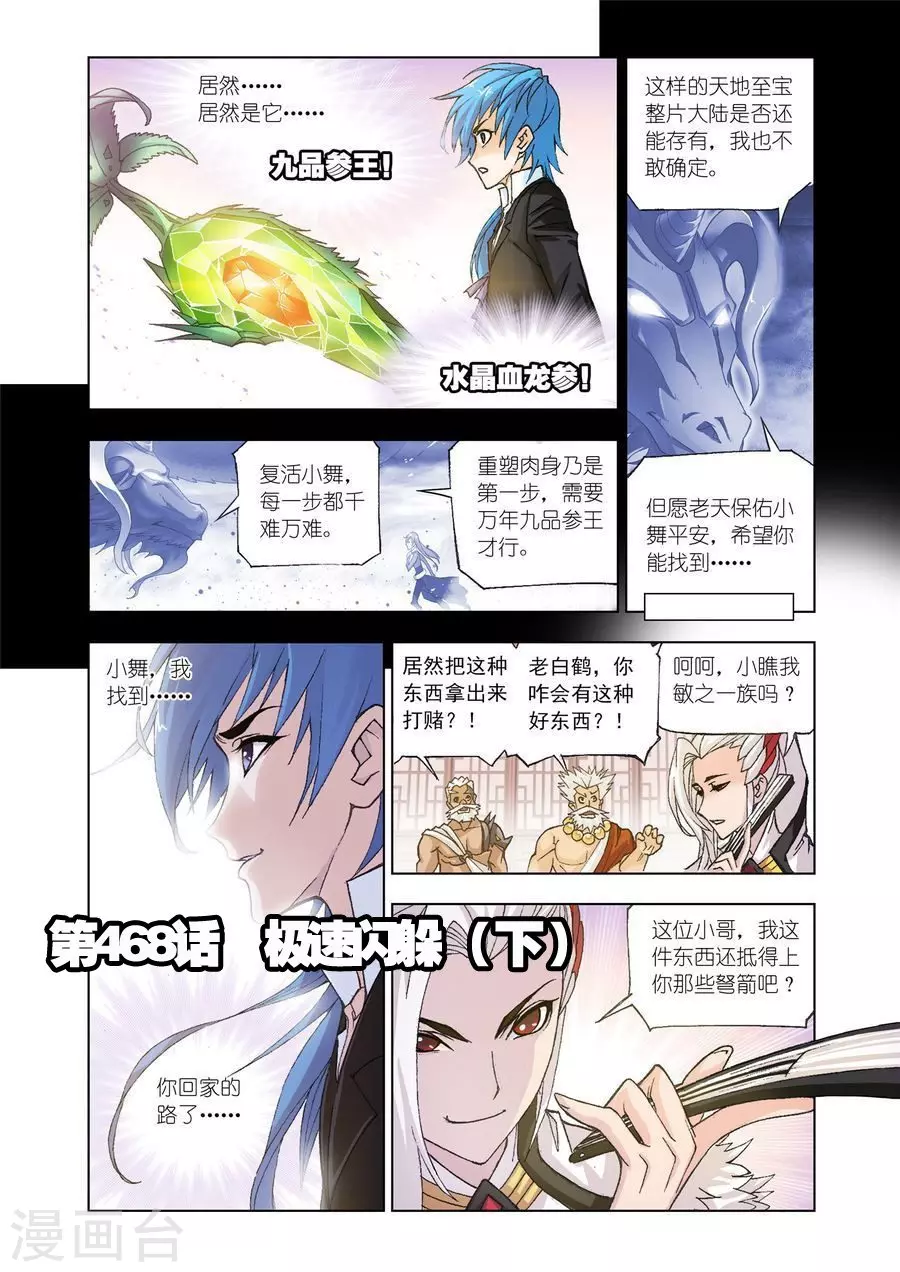 居然……
居然是它……
九品参王！
水晶血龙参！
这样的天地至宝
整片大陆是否还
能存有，我也不
敢确定。
复活小舞，
每一步都千
难万难。
重塑肉身乃是
第一步，需要
万年九品参王
才行。
但愿老天保佑小
舞平安，希望你
能找到……
小舞，我
找到……
居然把这种
东西拿出来
打赌？！
老白鹤，你
咋会有这种
好东西？！
呵呵，小瞧我
敏之一族吗？
第468话 极速闪躲（下）
这位小哥，我这
件东西还抵得上
你那些弩箭吧？
你回家的
路了……
漫画台